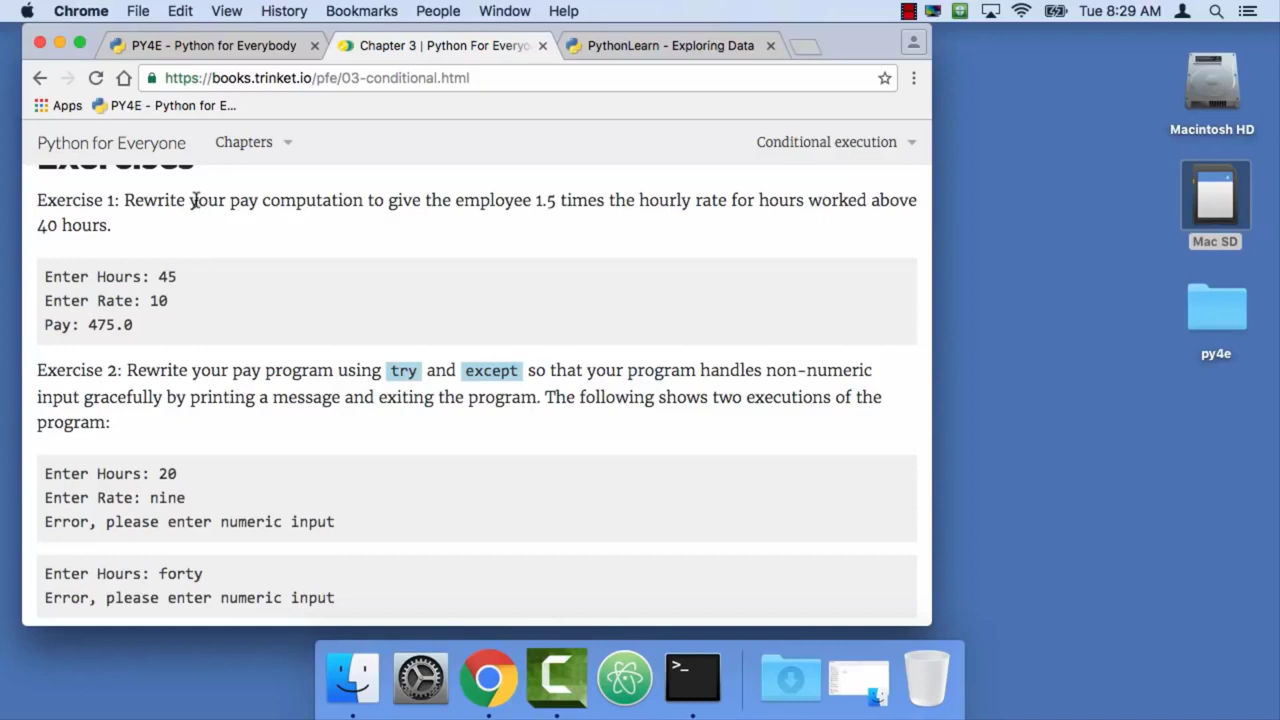 Chrome File Edit View History Bookmarks People Window Help Tue 8:29 AM
PY4E - Python for Everybody Chapter 3 | Python For Everyo PythonLearn - Exploring Data
https://books.trinket.io/pfe/03-conditional.html
Apps PY4E - Python for E...
Python for Everyone Chapters Conditional execution
Exercises
Exercise 1: Rewrite your pay computation to give the employee 1.5 times the hourly rate for hours worked above
40 hours.
Enter Hours: 45
Enter Rate: 10
Pay: 475.0
Exercise 2: Rewrite your pay program using try and except so that your program handles non-numeric
input gracefully by printing a message and exiting the program. The following shows two executions of the
program:
Enter Hours: 20
Enter Rate: nine
Error, please enter numeric input
Enter Hours: forty
Error, please enter numeric input
Macintosh HD
Mac SD
py4e